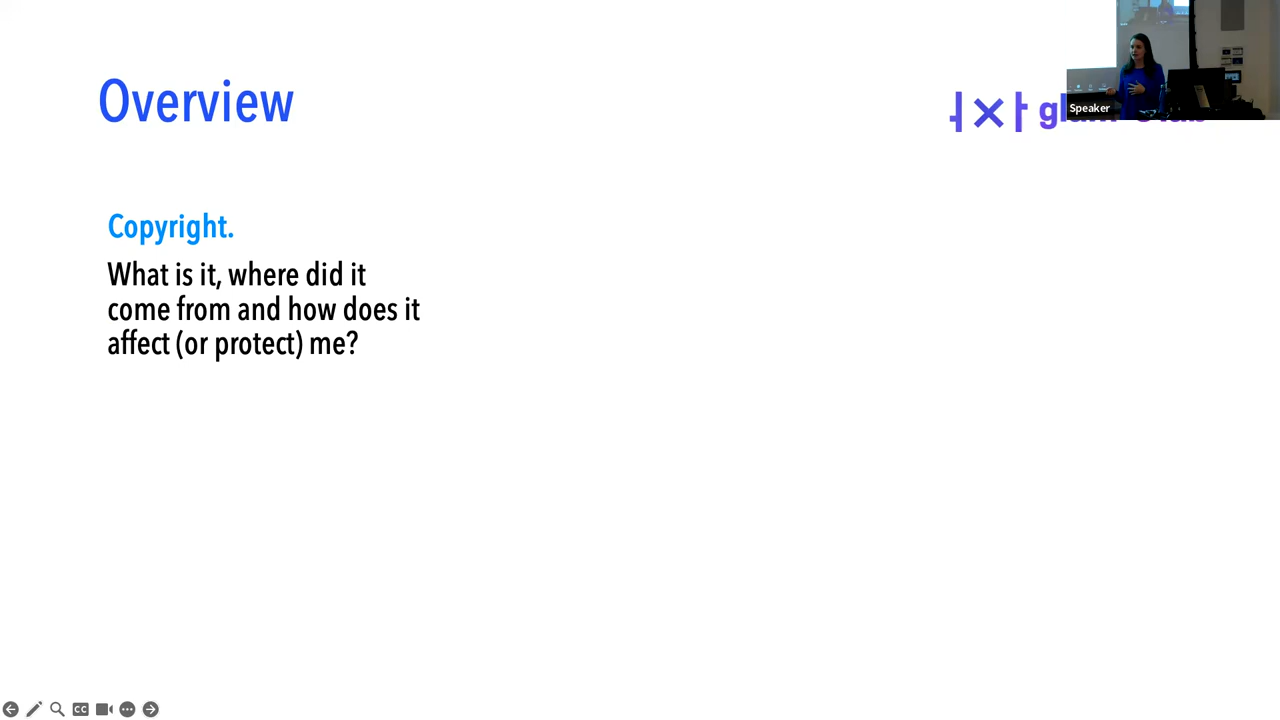 Overview
Speaker
Copyright.
What is it, where did it
come from and how does it
affect (or protect) me?
CC